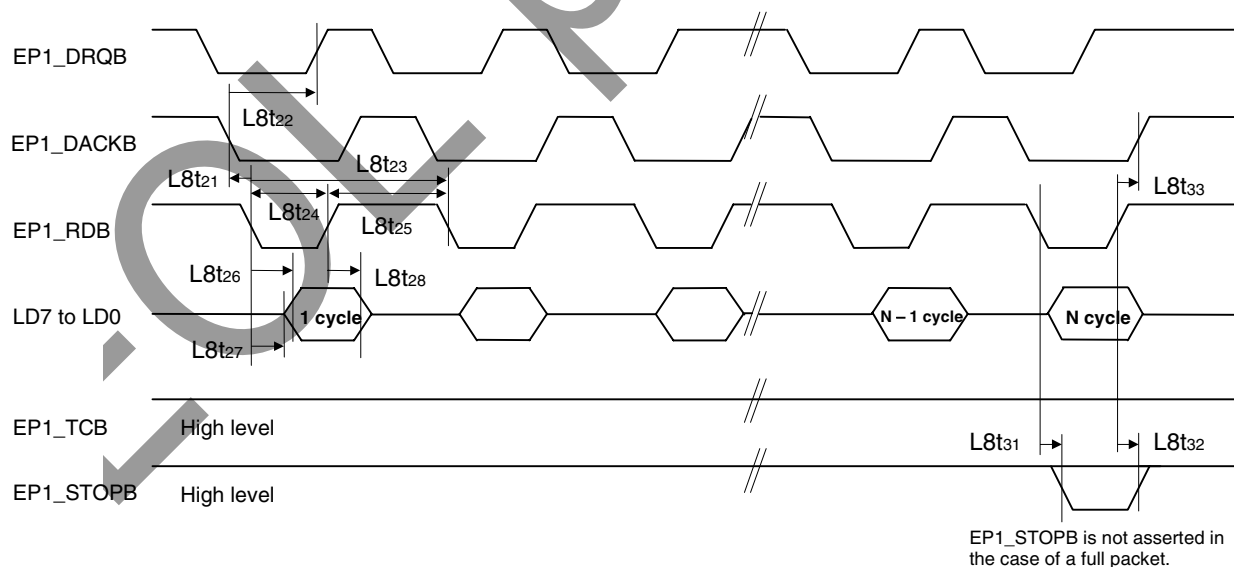 EP1_DRQB
L8t22
EP1_DACKB
L8t23
L8t21
L8t33
L8t24
EP1_RDB
L8t25
L8t26
L8t28
LD7 to LD0
1 cycle
N – 1 cycle
N cycle
L8t27
EP1_TCB
High level
L8t31
L8t32
EP1_STOPB
High level
EP1_STOPB is not asserted in
the case of a full packet.